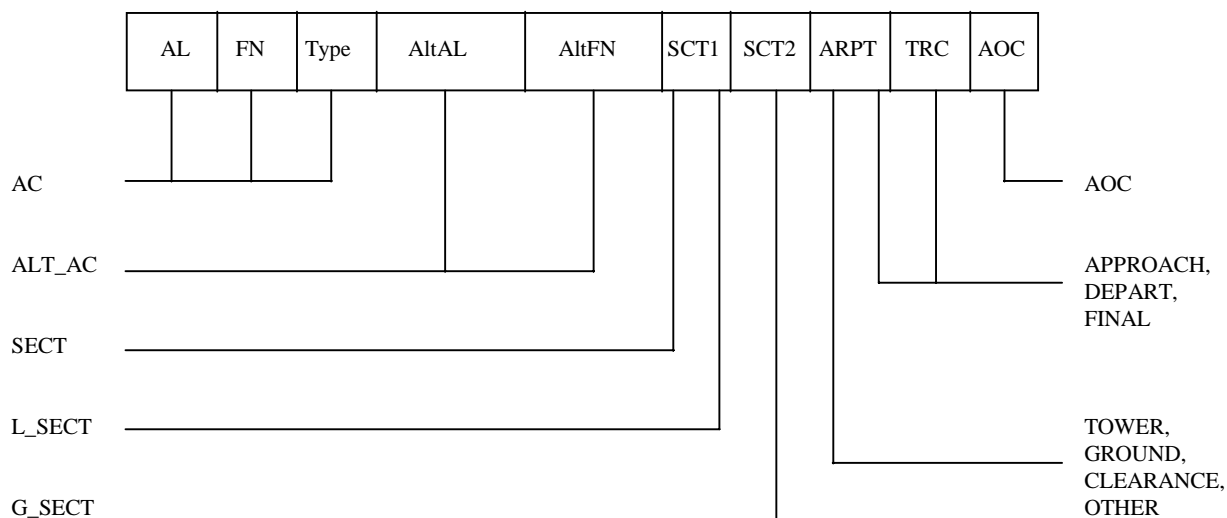 AL FN Type AltAL AltFN SCT1 SCT2 ARPT TRC AOC
AC
ALT_AC
SECT
L_SECT
G_SECT
AOC
APPROACH,
DEPART,
FINAL
TOWER,
GROUND,
CLEARANCE,
OTHER